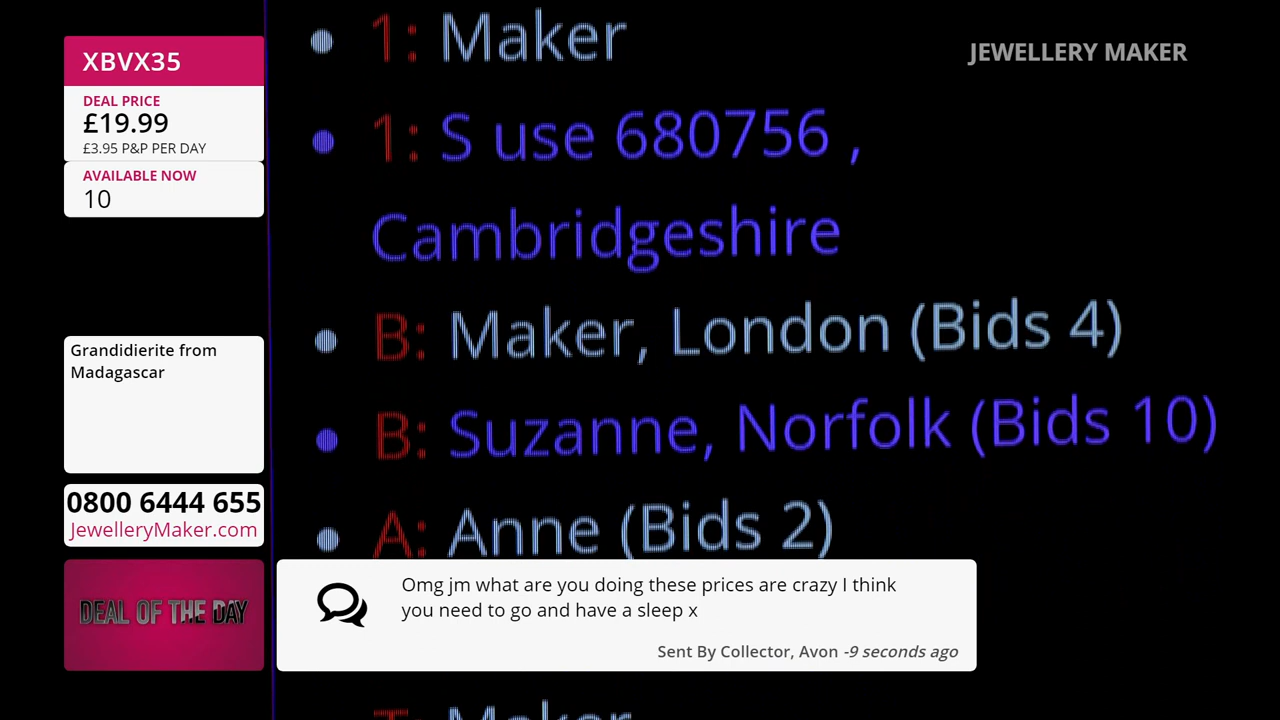 XBVX35
DEAL PRICE
£19.99
£3.95 P&P PER DAY
AVAILABLE NOW
10
Grandidierite from
Madagascar
0800 6444 655
JewelleryMaker.com
DEAL OF THE DAY
JEWELLERY MAKER
• 1: Maker
• 1: S use 680756 ,
Cambridgeshire
• B: Maker, London (Bids 4)
• B: Suzanne, Norfolk (Bids 10)
• A: Anne (Bids 2)
Omg jm what are you doing these prices are crazy I think
you need to go and have a sleep x
Sent By Collector, Avon -9 seconds ago
T: Maker